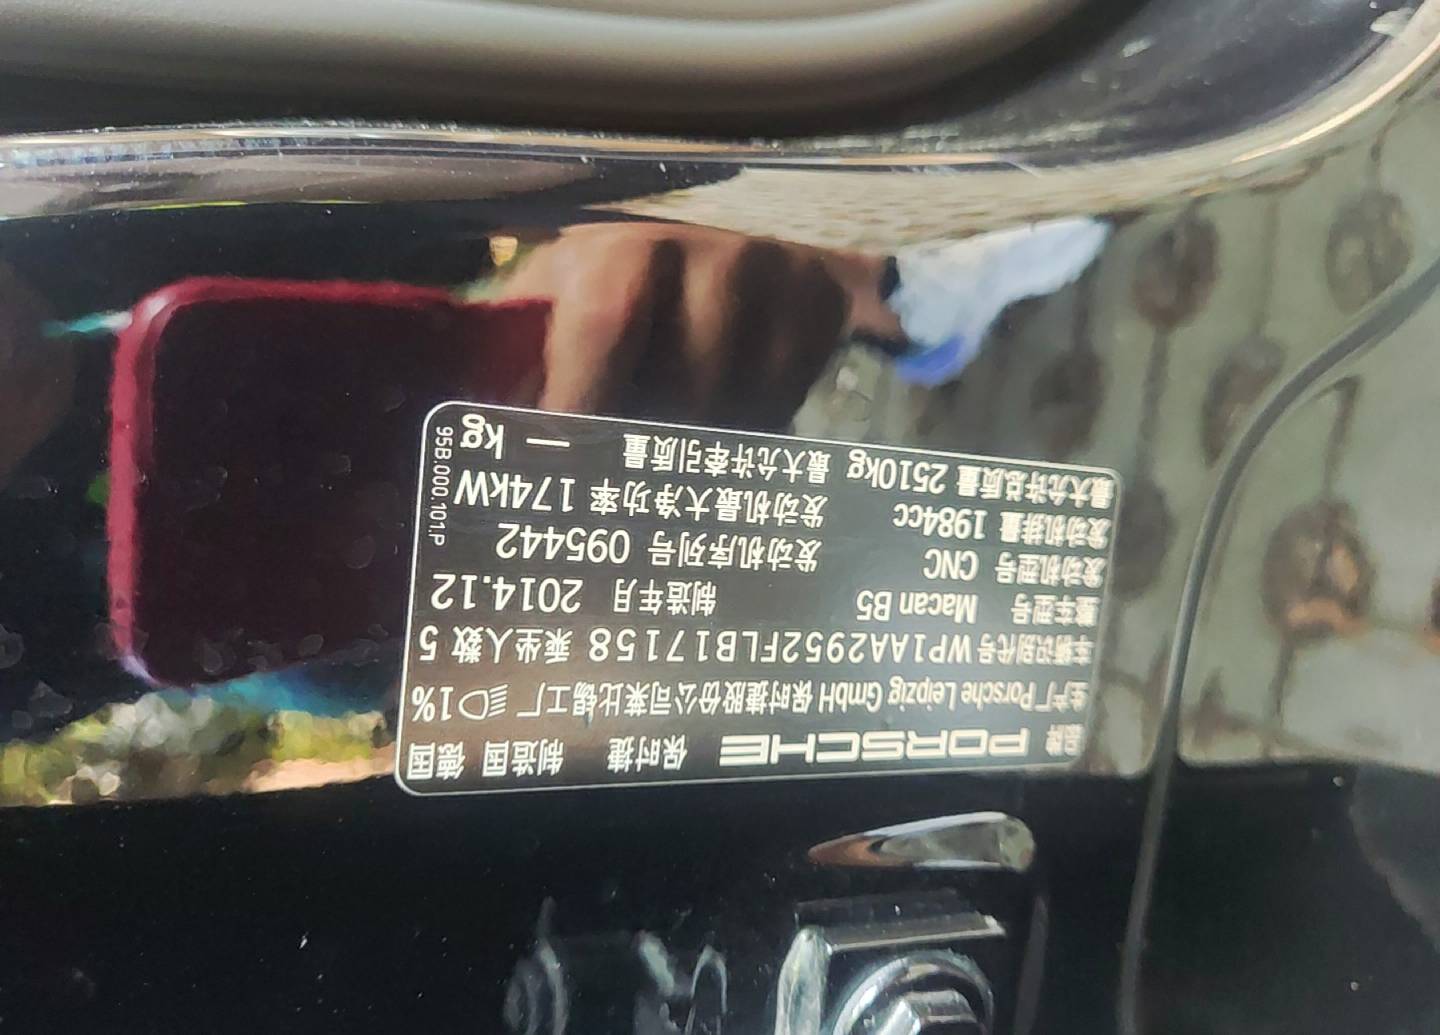 品牌 PORSCHE 保时捷 制造国 德国
生产厂 Porsche Leipzig GmbH 保时捷股份公司莱比锡工厂 1%
车辆识别代号 WP1AA2952FLB17158 乘坐人数 5
整车型号 Macan B5 制造年月 2014.12
发动机型号 CNC 发动机序列号 095442
发动机排量 1984cc 发动机最大净功率 174kW
最大允许总质量 2510kg 最大允许牵引质量 — kg
95B.000.101.P